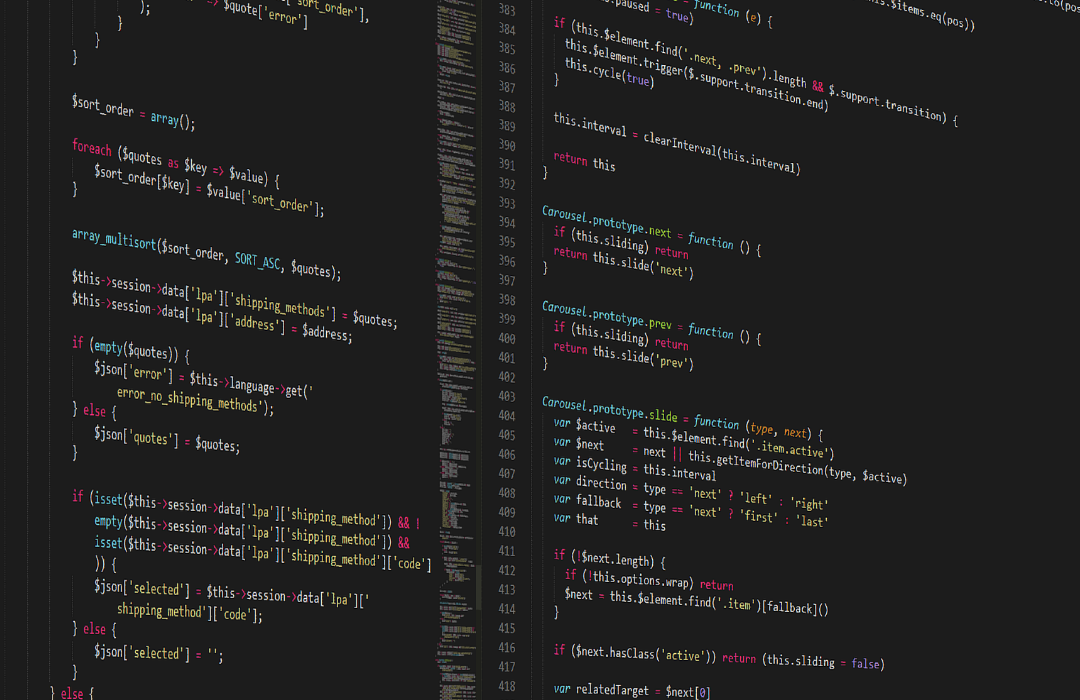 );
$quote['error']
}
}
}
$sort_order = array();
foreach ($quotes as $key => $value) {
$sort_order[$key] = $value['sort_order'];
}
array_multisort($sort_order, SORT_ASC, $quotes);
$this->session->data['lpa']['shipping_methods'] = $quotes;
$this->session->data['lpa']['address'] = $address;
if (empty($quotes)) {
$json['error'] = $this->language->get('
error_no_shipping_methods');
} else {
$json['quotes'] = $quotes;
}
if (isset($this->session->data['lpa']['shipping_method']) && !
empty($this->session->data['lpa']['shipping_method']) &&
isset($this->session->data['lpa']['shipping_method']['code']
)) {
$json['selected'] = $this->session->data['lpa']['
shipping_method']['code'];
} else {
$json['selected'] = '';
}
} else {
383
384
385
386
387
388
389
390
391
392
393
394
395
396
397
398
399
400
401
402
403
404
405
406
407
408
409
410
411
412
413
414
415
416
417
418
this.$items.eq(pos))
.paused = true)
function (e) {
if (this.$element.find('.next, .prev').length && $.support.transition) {
this.$element.trigger($.support.transition.end)
this.cycle(true)
}
this.interval = clearInterval(this.interval)
return this
}
Carousel.prototype.next = function () {
if (this.sliding) return
return this.slide('next')
}
Carousel.prototype.prev = function () {
if (this.sliding) return
return this.slide('prev')
}
Carousel.prototype.slide = function (type, next) {
var $active = this.$element.find('.item.active')
var $next = next || this.getItemForDirection(type, $active)
var isCycling = this.interval
var direction = type == 'next' ? 'left' : 'right'
var fallback = type == 'next' ? 'first' : 'last'
var that = this
if (!$next.length) {
if (!this.options.wrap) return
$next = this.$element.find('.item')[fallback]()
}
if ($next.hasClass('active')) return (this.sliding = false)
var relatedTarget = $next[0]